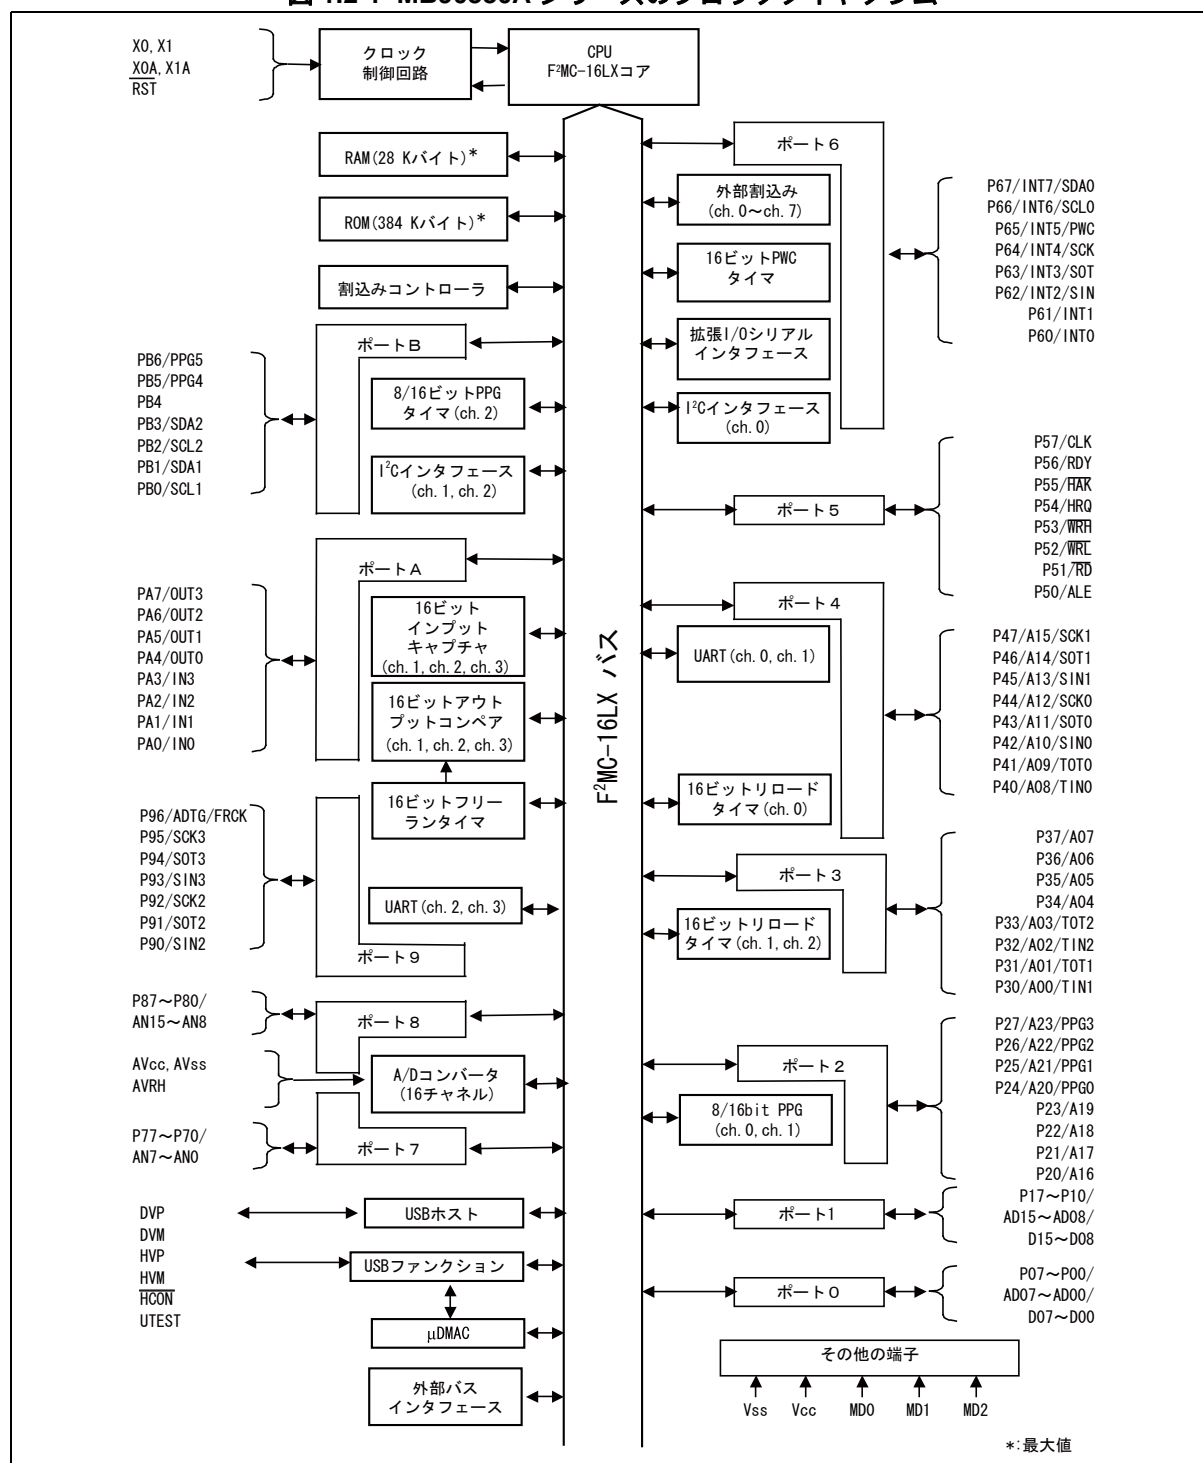 図 1.2-1 シリーズのブロックダイヤグラム
X0, X1
X0A, X1A
RST
クロック
制御回路
CPU
F²MC-16LXコア
RAM(28 Kバイト)*
ROM(384 Kバイト)*
割込みコントローラ
ポートB
PB6/PPG5
PB5/PPG4
PB4
PB3/SDA2
PB2/SCL2
PB1/SDA1
PB0/SCL1
8/16ビットPPG
タイマ(ch.2)
I²Cインタフェース
(ch.1, ch.2)
ポートA
PA7/OUT3
PA6/OUT2
PA5/OUT1
PA4/OUT0
PA3/IN3
PA2/IN2
PA1/IN1
PA0/IN0
16ビット
インプット
キャプチャ
(ch.1, ch.2, ch.3)
16ビットアウト
プットコンペア
(ch.1, ch.2, ch.3)
16ビットフリー
ランタイマ
P96/ADTG/FRCK
P95/SCK3
P94/SOT3
P93/SIN3
P92/SCK2
P91/SOT2
P90/SIN2
UART(ch.2, ch.3)
ポート9
P87～P80/
AN15～AN8
ポート8
AVcc, AVss
AVRH
A/Dコンバータ
(16チャネル)
P77～P70/
AN7～AN0
ポート7
DVP
DVM
HVP
HVM
HCON
UTEST
USBホスト
USBファンクション
μDMAC
外部バス
インタフェース
F²MC-16LX バス
ポート6
外部割込み
(ch.0～ch.7)
16ビットPWC
タイマ
拡張I/Oシリアル
インタフェース
I²Cインタフェース
(ch.0)
P67/INT7/SDA0
P66/INT6/SCL0
P65/INT5/PWC
P64/INT4/SCK
P63/INT3/SOT
P62/INT2/SIN
P61/INT1
P60/INT0
ポート5
P57/CLK
P56/RDY
P55/HAK
P54/HRQ
P53/WRH
P52/WRL
P51/RD
P50/ALE
ポート4
UART(ch.0, ch.1)
16ビットリロード
タイマ(ch.0)
P47/A15/SCK1
P46/A14/SOT1
P45/A13/SIN1
P44/A12/SCK0
P43/A11/SOT0
P42/A10/SIN0
P41/A09/TOT0
P40/A08/TIN0
ポート3
16ビットリロード
タイマ(ch.1, ch.2)
P37/A07
P36/A06
P35/A05
P34/A04
P33/A03/TOT2
P32/A02/TIN2
P31/A01/TOT1
P30/A00/TIN1
ポート2
8/16bit PPG
(ch.0, ch.1)
P27/A23/PPG3
P26/A22/PPG2
P25/A21/PPG1
P24/A20/PPG0
P23/A19
P22/A18
P21/A17
P20/A16
ポート1
P17～P10/
AD15～AD08/
D15～D08
ポート0
P07～P00/
AD07～AD00/
D07～D00
その他の端子
Vss Vcc MD0 MD1 MD2
*:最大値